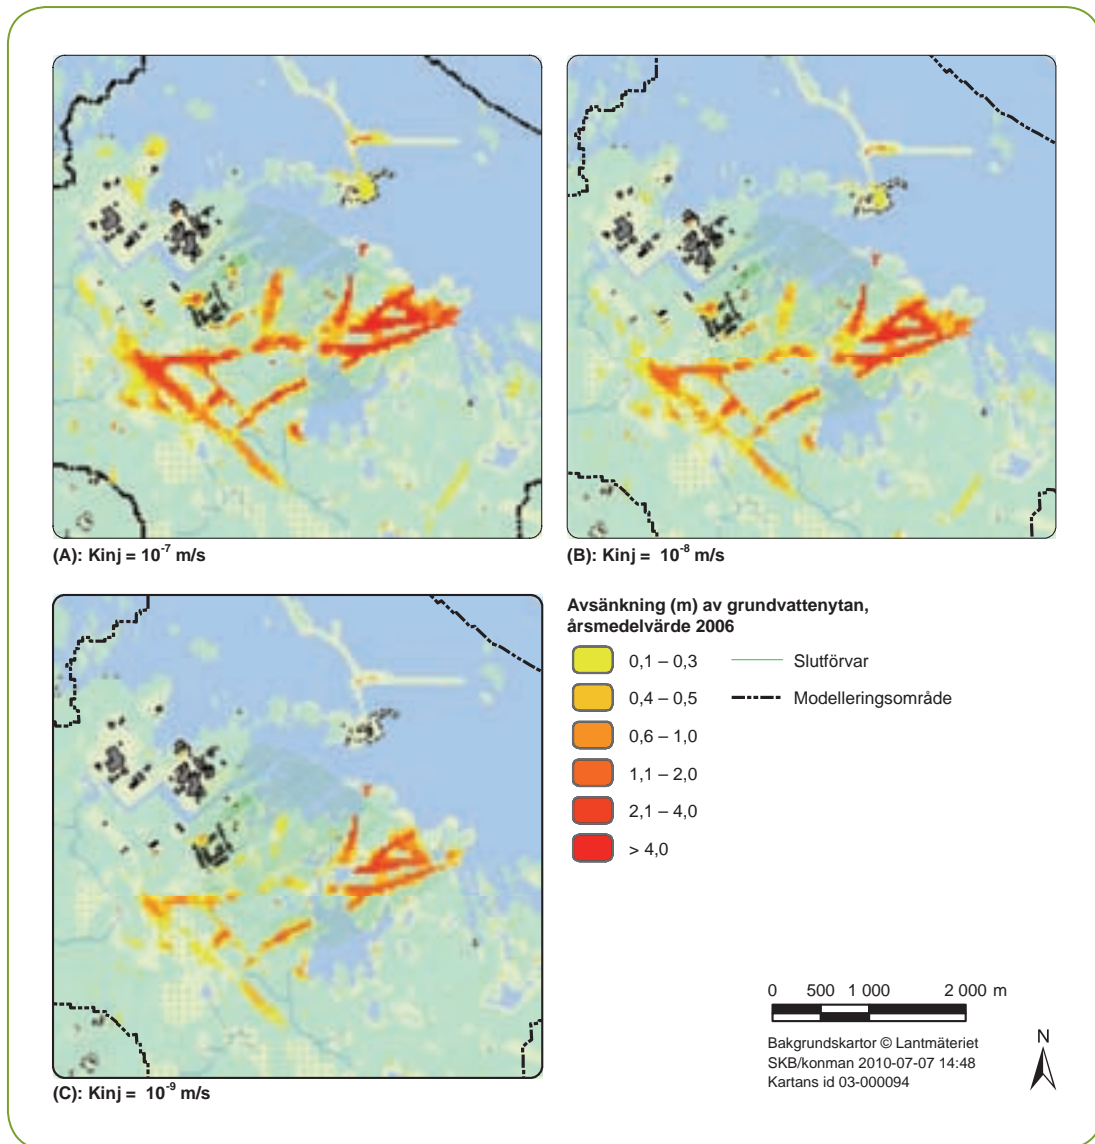 (A): Kinj = 10⁻⁷ m/s
(B): Kinj = 10⁻⁸ m/s
(C): Kinj = 10⁻⁹ m/s
Avsänkning (m) av grundvattenytan,
årsmedelvärde 2006
0,1 – 0,3
0,4 – 0,5
0,6 – 1,0
1,1 – 2,0
2,1 – 4,0
> 4,0
Slutförvar
Modelleringsområde
0 500 1 000 2 000 m
Bakgrundskartor © Lantmäteriet
SKB/konman 2010-07-07 14:48
Kartans id 03-000094
N